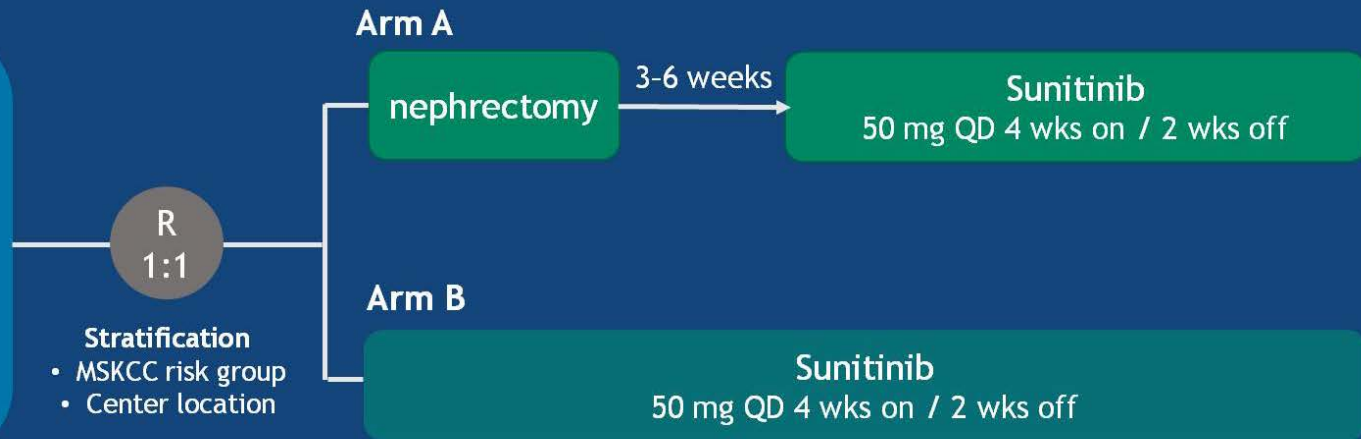 Arm A
nephrectomy
3-6 weeks
Sunitinib
50 mg QD 4 wks on / 2 wks off
R
1:1
Stratification
• MSKCC risk group
• Center location
Arm B
Sunitinib
50 mg QD 4 wks on / 2 wks off